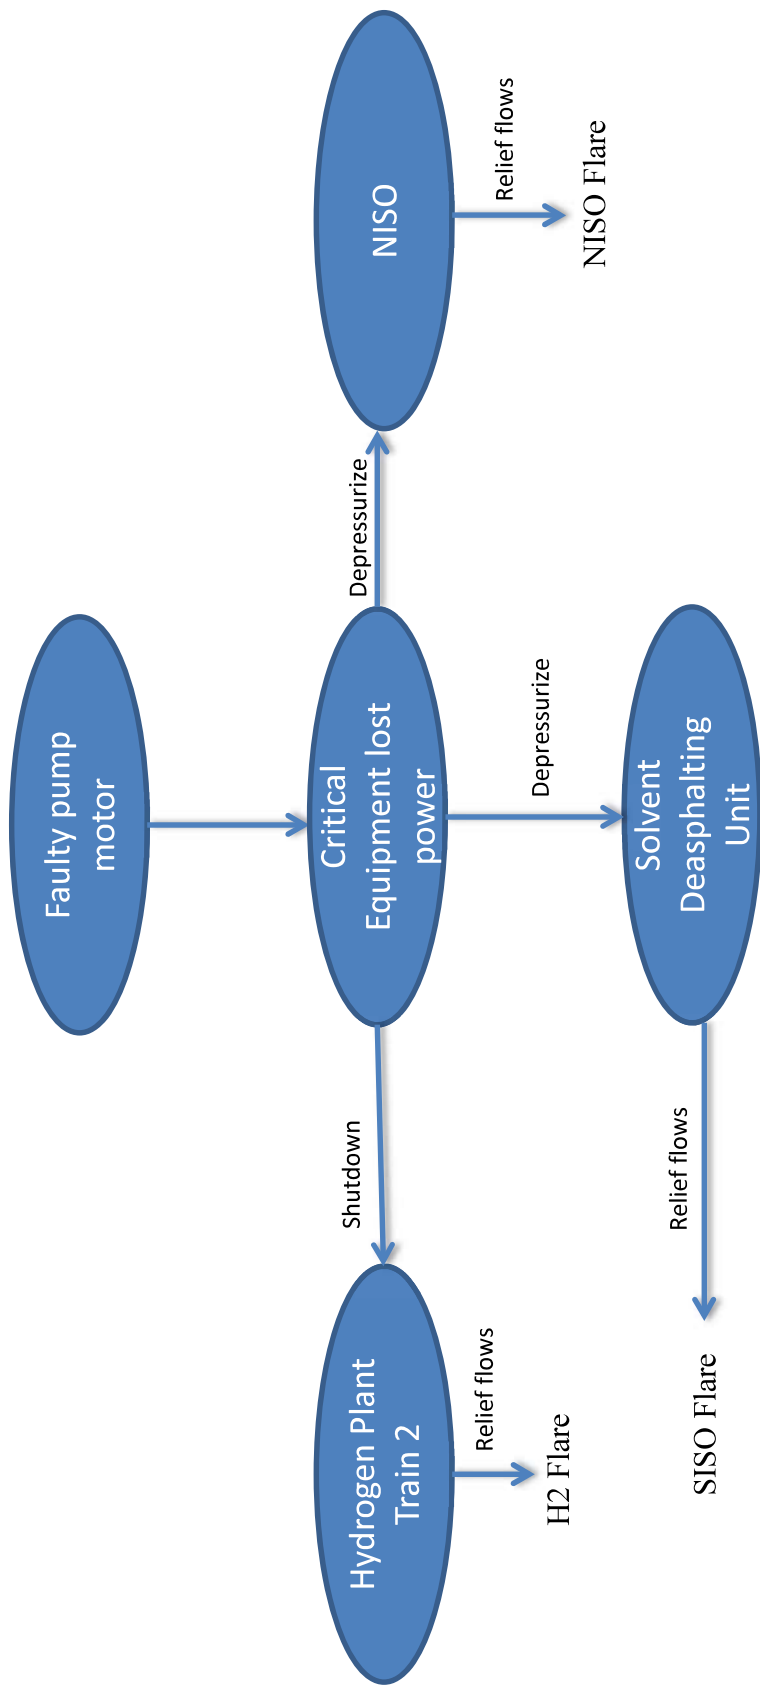 Faulty pump
motor
Shutdown
Depressurize
Hydrogen Plant
Train 2
Critical
Equipment lost
power
NISO
Relief flows
H2 Flare
Depressurize
Relief flows
NISO Flare
Relief flows
SISO Flare
Solvent
Deasphalting
Unit